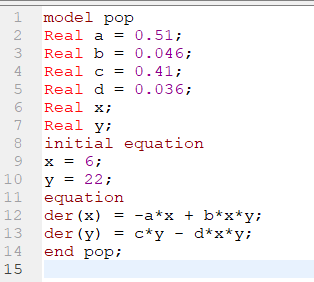 1 model pop
2 Real a = 0.51;
3 Real b = 0.046;
4 Real c = 0.41;
5 Real d = 0.036;
6 Real x;
7 Real y;
8 initial equation
9 x = 6;
10 y = 22;
11 equation
12 der(x) = -a*x + b*x*y;
13 der(y) = c*y - d*x*y;
14 end pop;
15